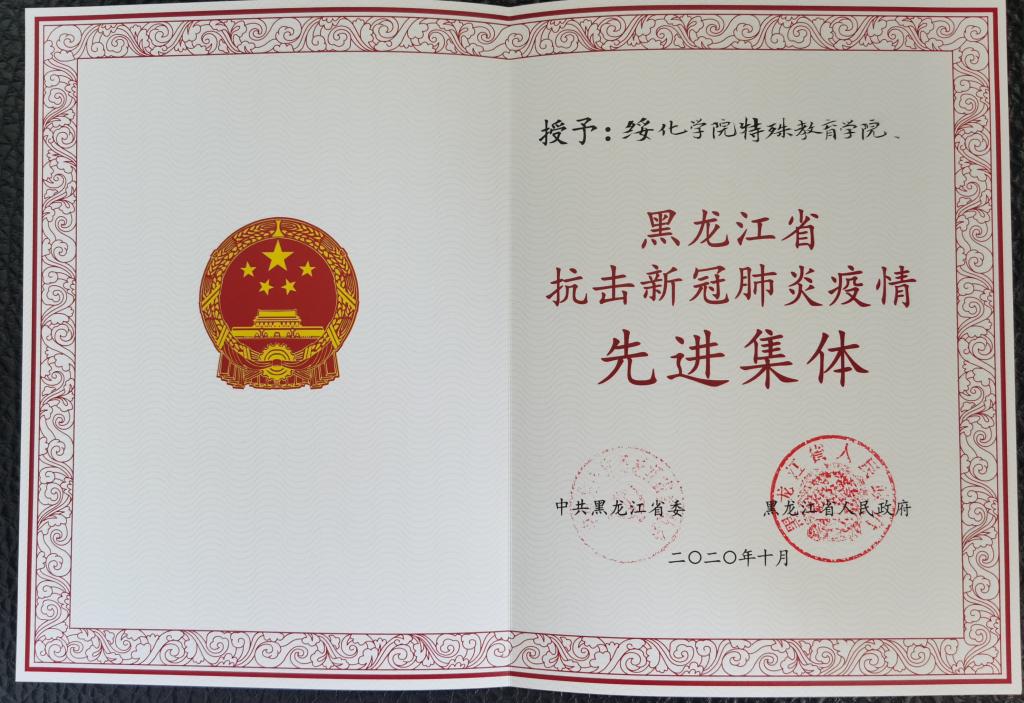 授予：绥化学院特殊教育学院、
黑龙江省
抗击新冠肺炎疫情
先进集体
中共黑龙江省委
黑龙江省人民政府
二〇二〇年十月